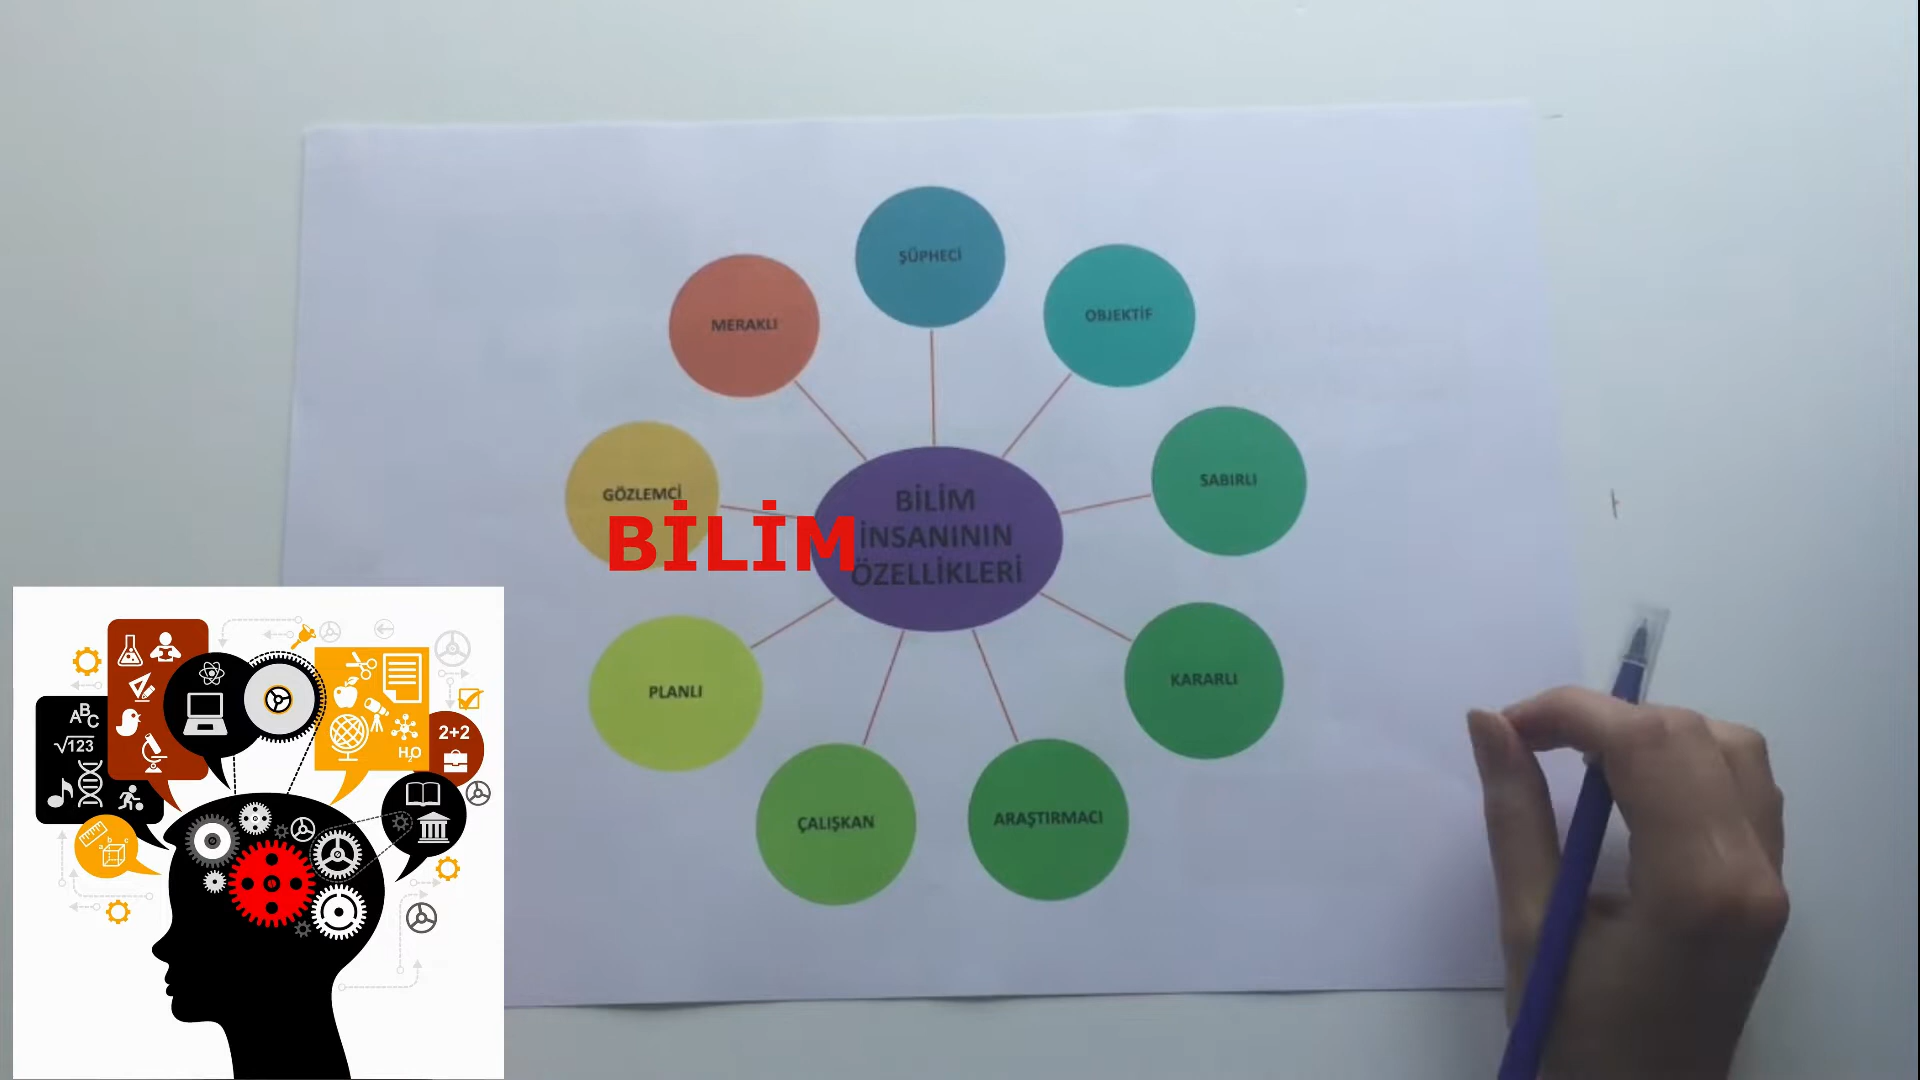 ŞÜPHECİ
OBJEKTİF
MERAKLI
SABIRLI
GÖZLEMCİ
BİLİM
İNSANININ
ÖZELLİKLERİ
BİLİM
KARARLI
PLANLI
ARAŞTIRMACI
ÇALIŞKAN
ABC
√123
2+2
H₂O
a b c